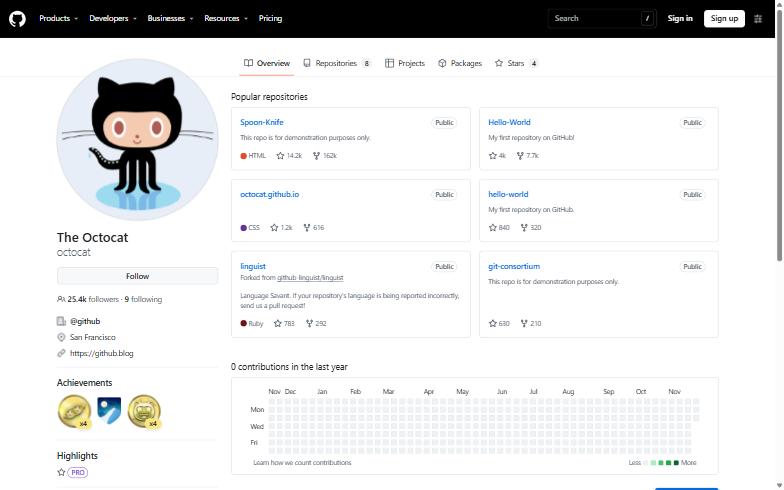 Products Developers Businesses Resources Pricing Search / Sign in Sign up
Overview Repositories 8 Projects Packages Stars 4
The Octocat
octocat
Follow
25.4k followers · 9 following
@github
San Francisco
https://github.blog
Achievements
x4 x4
Highlights
PRO
Popular repositories
Spoon-Knife Public
This repo is for demonstration purposes only.
HTML 14.2k 162k
Hello-World Public
My first repository on GitHub!
4k 7.7k
octocat.github.io Public
CSS 1.2k 616
hello-world Public
My first repository on GitHub.
840 320
linguist Public
Forked from github-linguist/linguist
Language Savant. If your repository's language is being reported incorrectly,
send us a pull request!
Ruby 783 292
git-consortium Public
This repo is for demonstration purposes only.
630 210
0 contributions in the last year
Nov Dec Jan Feb Mar Apr May Jun Jul Aug Sep Oct Nov
Mon
Wed
Fri
Learn how we count contributions Less More